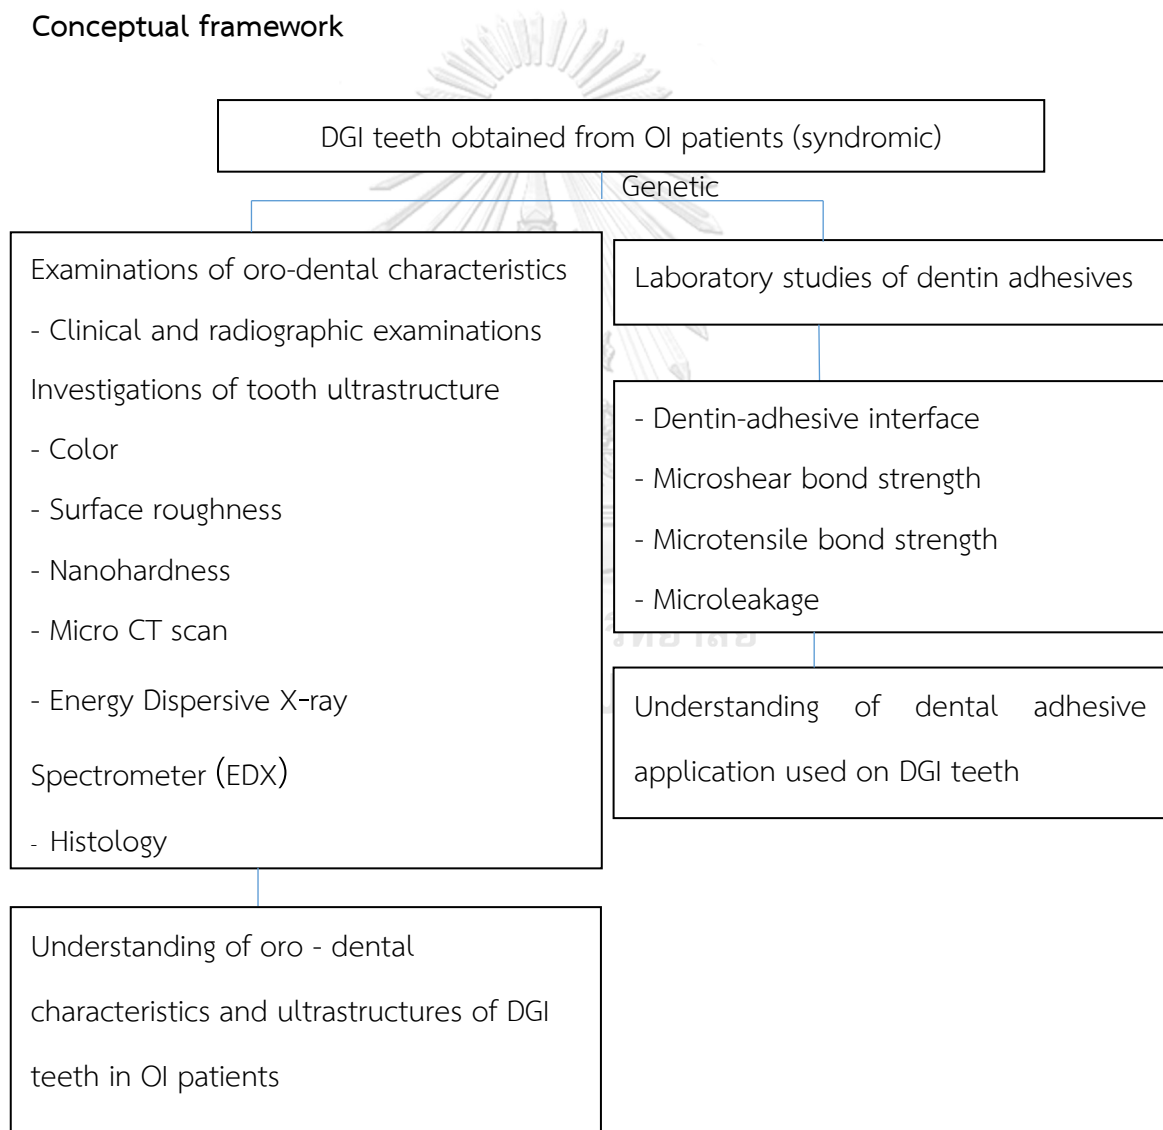 Conceptual framework
DGI teeth obtained from OI patients (syndromic)
Genetic
Examinations of oro-dental characteristics
- Clinical and radiographic examinations
Investigations of tooth ultrastructure
- Color
- Surface roughness
- Nanohardness
- Micro CT scan
- Energy Dispersive X-ray
Spectrometer (EDX)
- Histology
Understanding of oro - dental
characteristics and ultrastructures of DGI
teeth in OI patients
Laboratory studies of dentin adhesives
- Dentin-adhesive interface
- Microshear bond strength
- Microtensile bond strength
- Microleakage
Understanding of dental adhesive
application used on DGI teeth